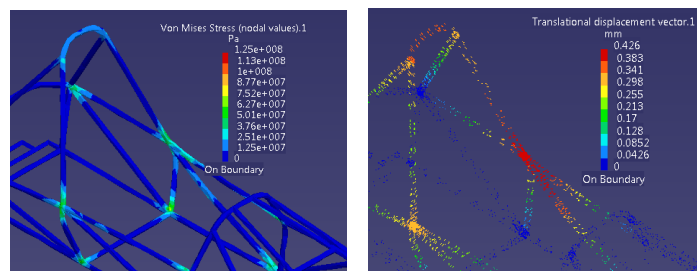 Von Mises Stress (nodal values).1
Pa
1.25e+008
1.13e+008
1e+008
8.77e+007
7.52e+007
6.27e+007
5.01e+007
3.76e+007
2.51e+007
1.25e+007
0
On Boundary
Translational displacement vector.1
mm
0.426
0.383
0.341
0.298
0.255
0.213
0.17
0.128
0.0852
0.0426
0
On Boundary